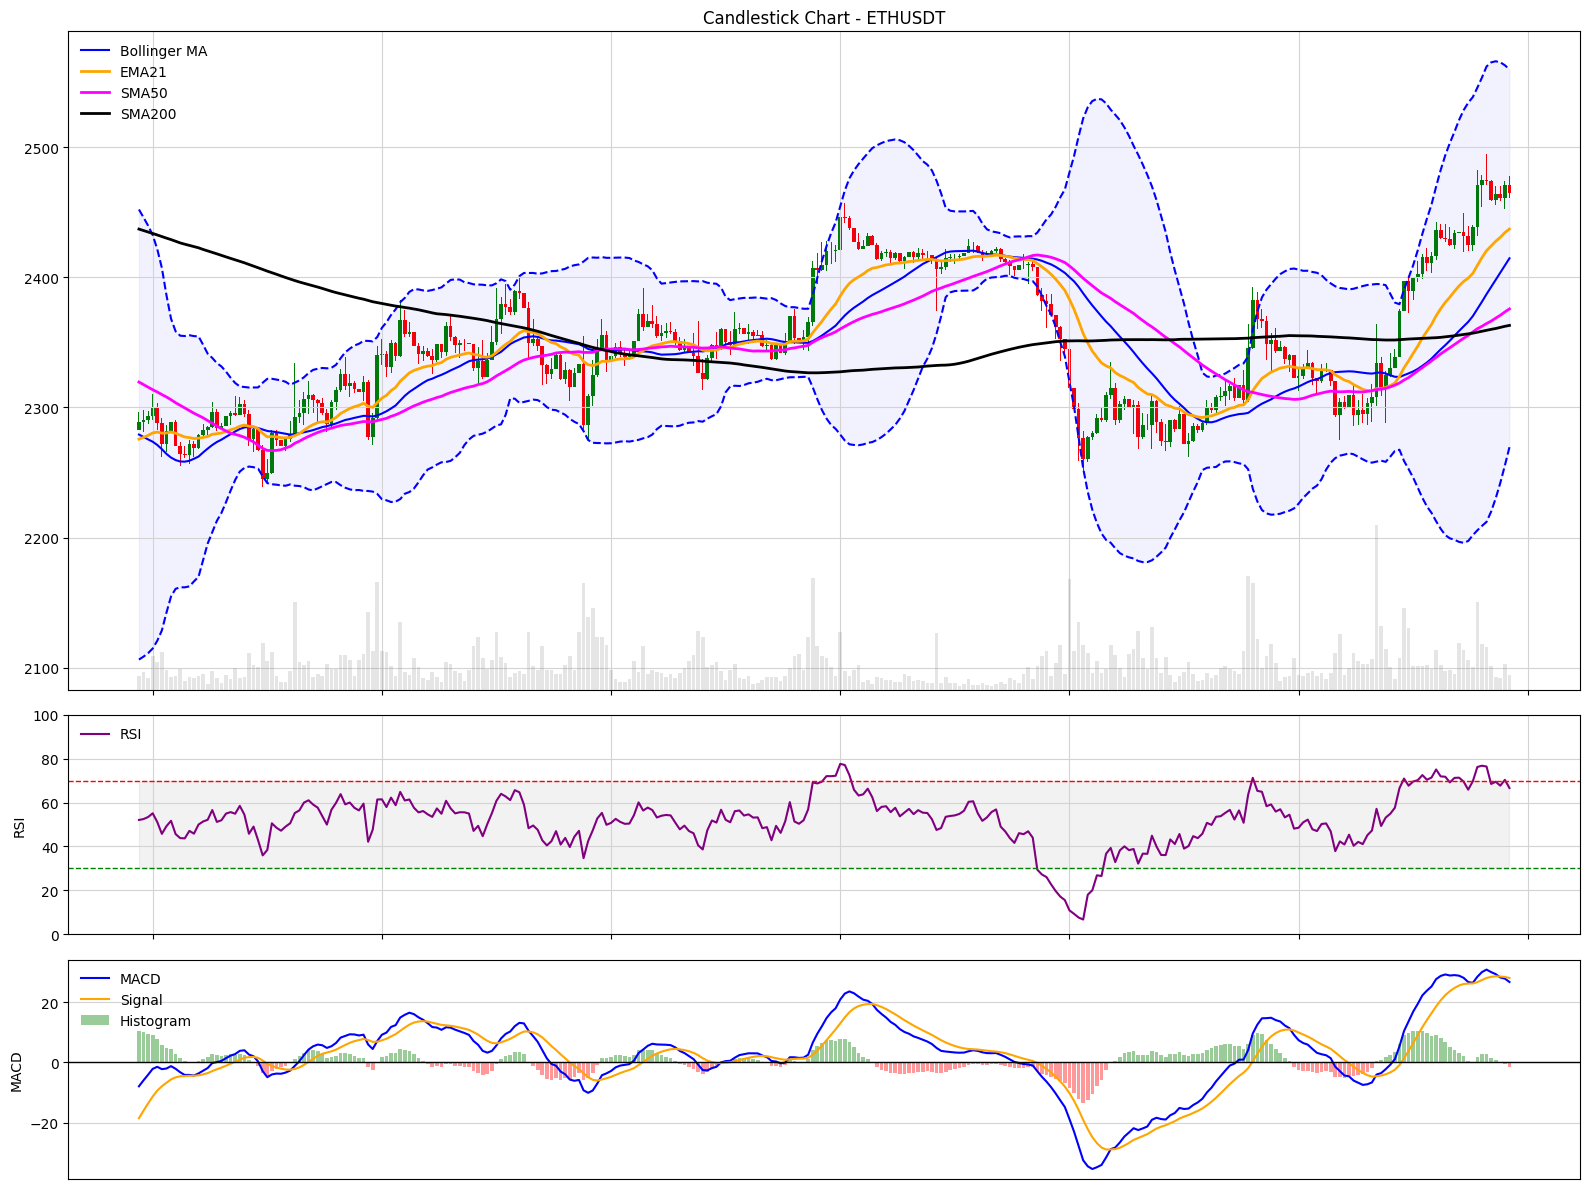 Candlestick Chart - ETHUSDT
Bollinger MA
EMA21
SMA50
SMA200
2500
2400
2300
2200
2100
RSI
100
80
60
40
20
0
RSI
MACD
Signal
Histogram
20
0
−20
MACD